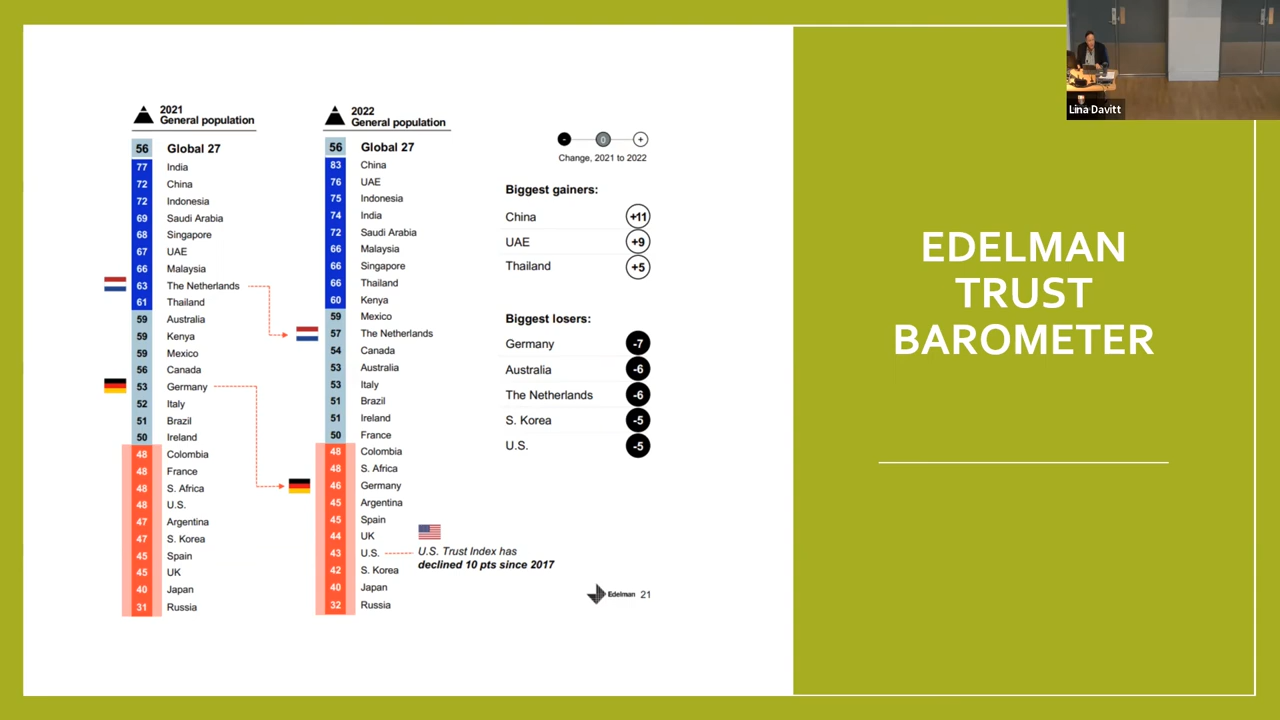 2021
General population
56 Global 27
77 India
72 China
72 Indonesia
69 Saudi Arabia
68 Singapore
67 UAE
66 Malaysia
63 The Netherlands
61 Thailand
59 Australia
59 Kenya
59 Mexico
56 Canada
53 Germany
52 Italy
51 Brazil
50 Ireland
48 Colombia
48 France
48 S. Africa
48 U.S.
47 Argentina
47 S. Korea
45 Spain
45 UK
40 Japan
31 Russia
2022
General population
56 Global 27
83 China
76 UAE
75 Indonesia
74 India
72 Saudi Arabia
66 Malaysia
66 Singapore
66 Thailand
60 Kenya
59 Mexico
57 The Netherlands
54 Canada
53 Australia
53 Italy
51 Brazil
51 Ireland
50 France
48 Colombia
48 S. Africa
46 Germany
45 Argentina
45 Spain
44 UK
43 U.S.
42 S. Korea
40 Japan
32 Russia
U.S. Trust Index has
declined 10 pts since 2017
- 0 +
Change, 2021 to 2022
Biggest gainers:
China +11
UAE +9
Thailand +5
Biggest losers:
Germany -7
Australia -6
The Netherlands -6
S. Korea -5
U.S. -5
Edelman 21
EDELMAN
TRUST
BAROMETER
Lina Davitt